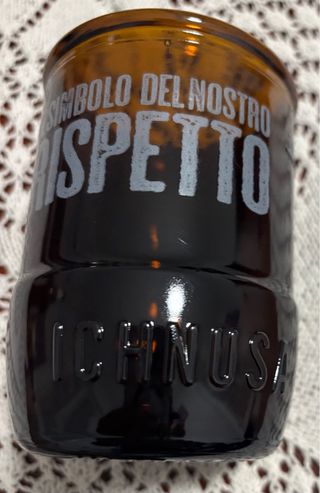 SIMBOLO DEL NOSTRO
RISPETTO
ICHNUSA